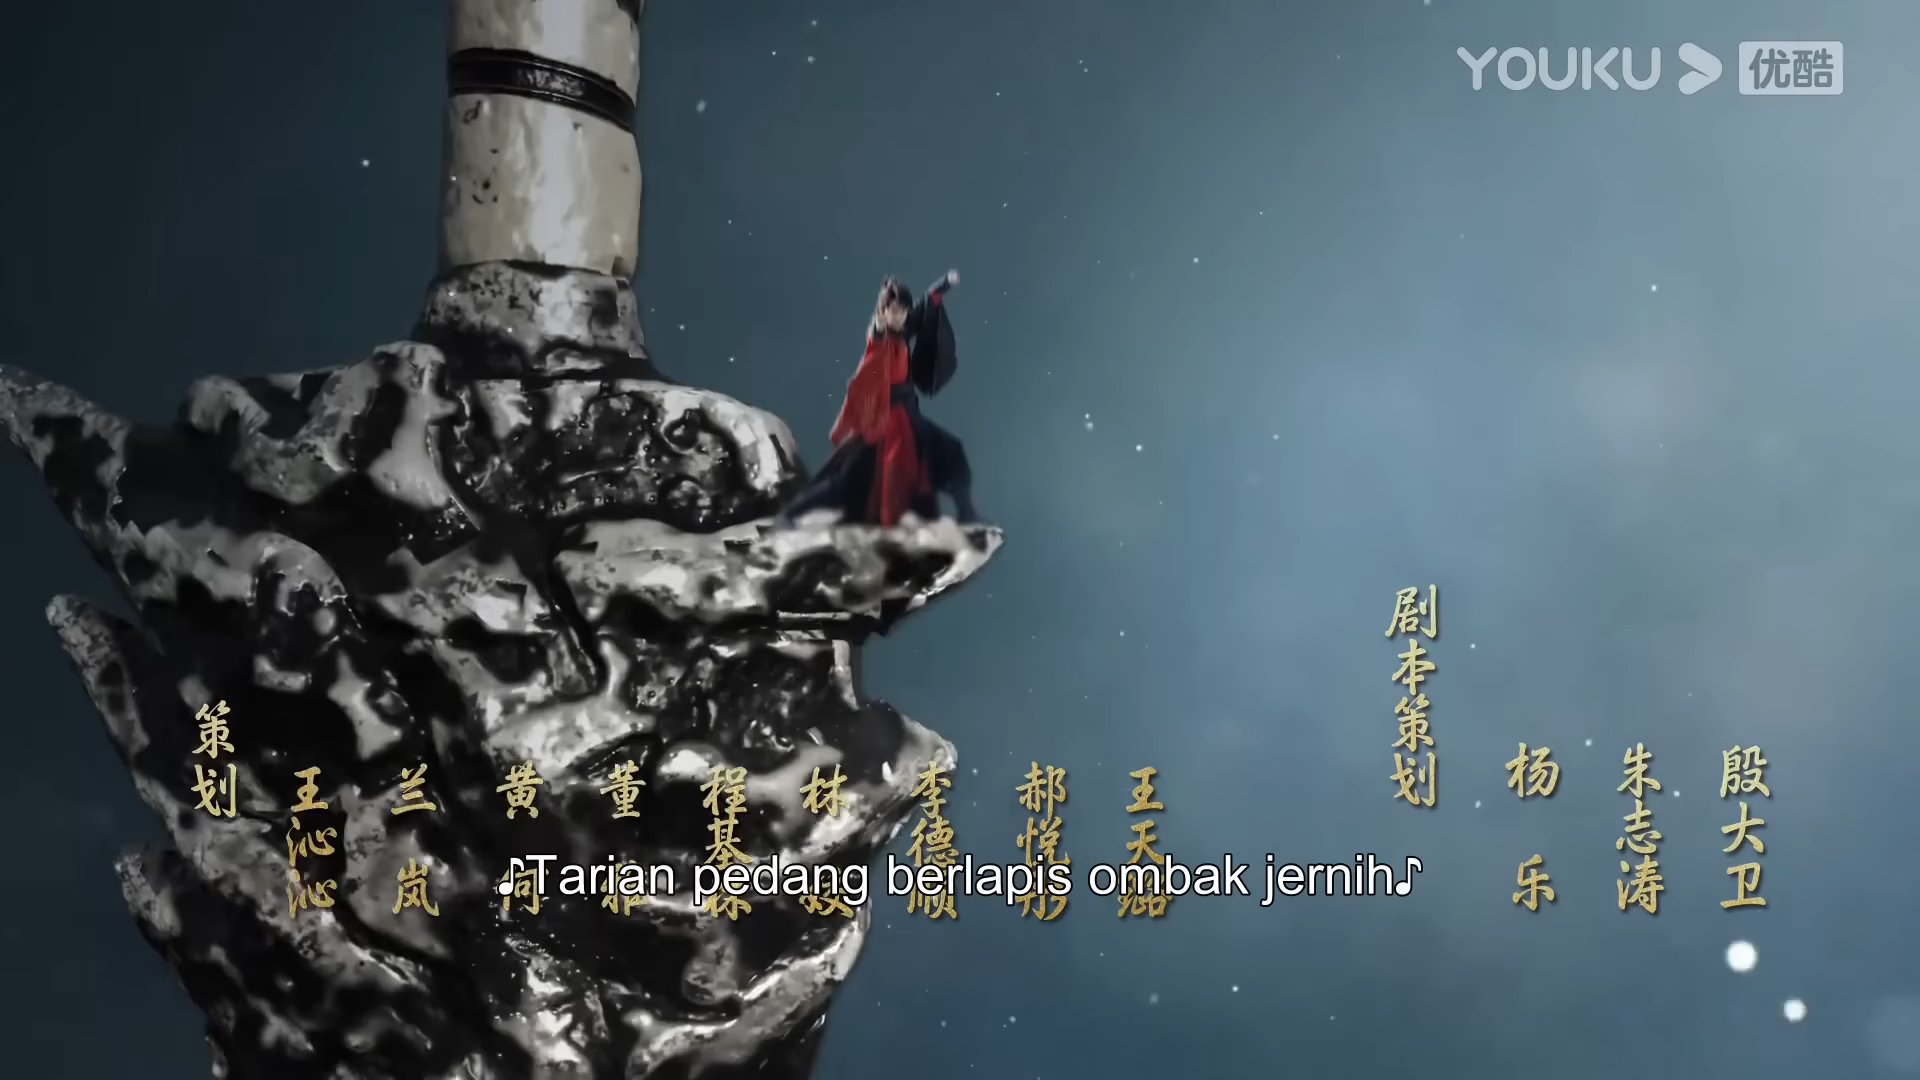 YOUKU 优酷
策划
王沁沁
兰岚
黄
董
程基
林
李德顺
郝悦彤
王天
剧本策划
杨乐
朱志涛
殷大卫
♪Tarian pedang berlapis ombak jernih♪